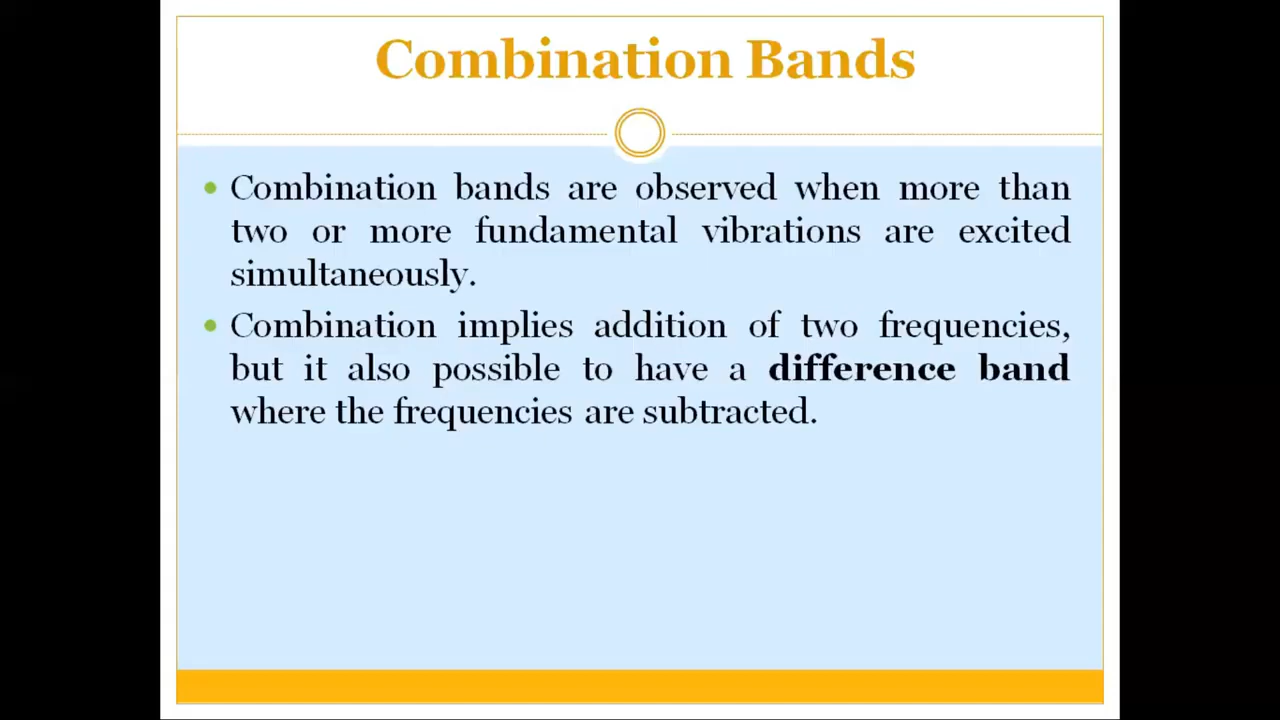 Combination Bands
• Combination bands are observed when more than
two or more fundamental vibrations are excited
simultaneously.
• Combination implies addition of two frequencies,
but it also possible to have a difference band
where the frequencies are subtracted.